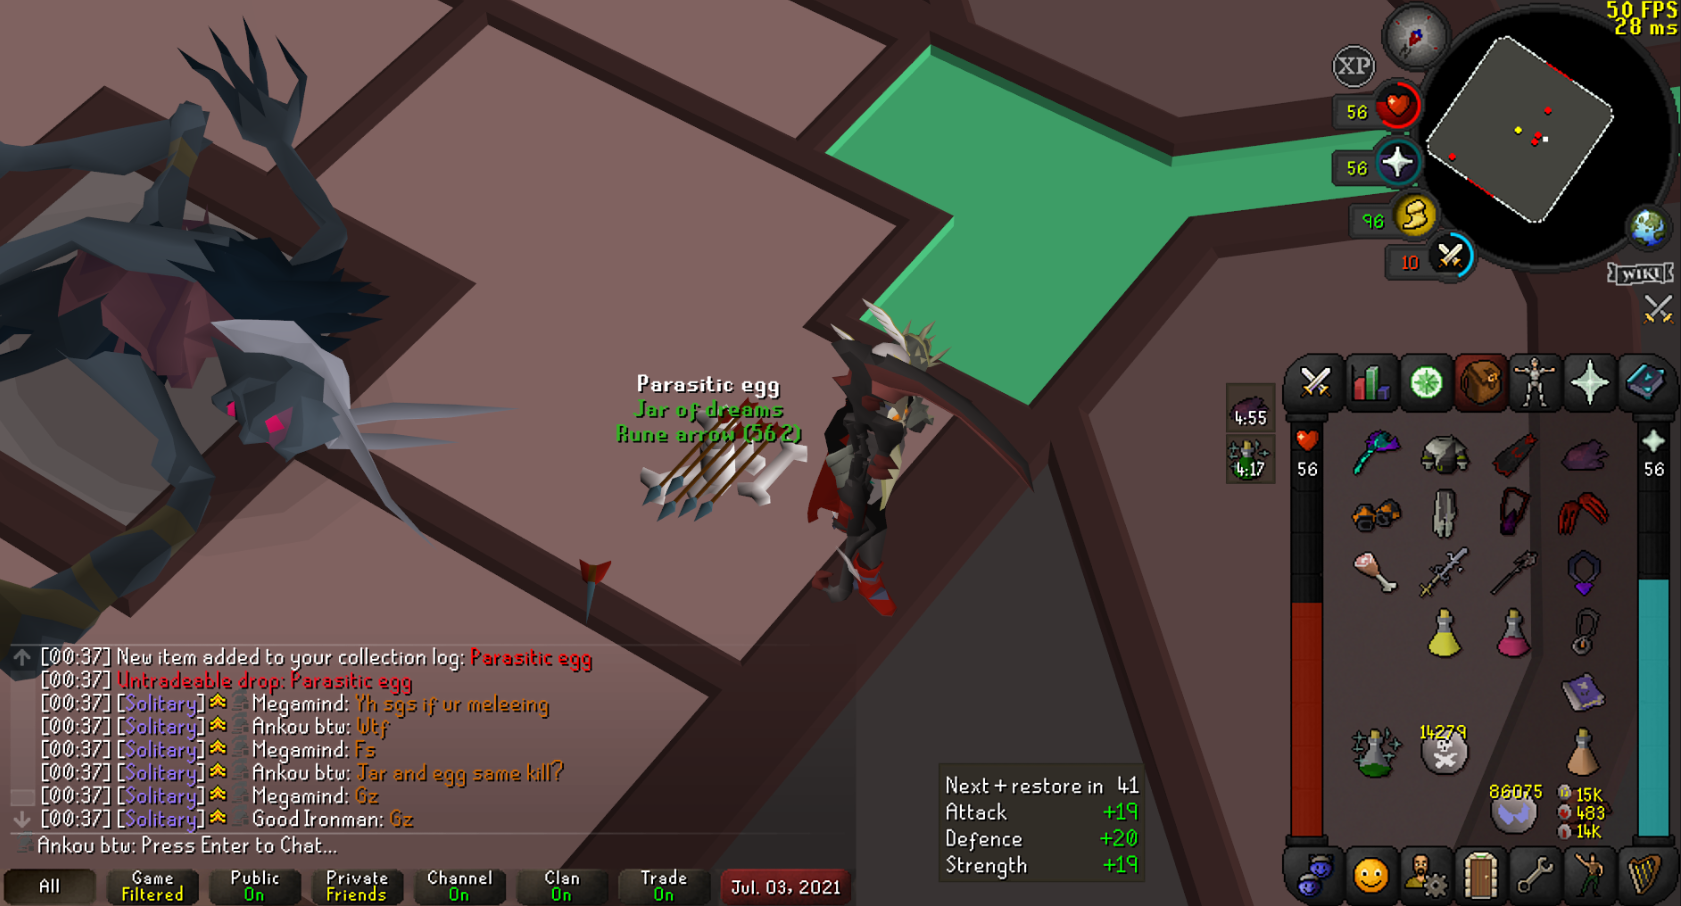 50 FPS
28 ms
XP
56
56
96
10
WIKI
Parasitic egg
Jar of dreams
Rune arrow (562)
4:55
4:17
56
56
[00:37] New item added to your collection log: Parasitic egg
[00:37] Untradeable drop: Parasitic egg
[00:37] [Solitary] Megamind: Yh sgs if ur meleeing
[00:37] [Solitary] Ankou btw: Wtf
[00:37] [Solitary] Megamind: Fs
[00:37] [Solitary] Ankou btw: Jar and egg same kill?
[00:37] [Solitary] Megamind: Gz
[00:37] [Solitary] Good Ironman: Gz
Ankou btw: Press Enter to Chat...
Next + restore in 41
Attack +19
Defence +20
Strength +19
14279
86075
15K
483
14K
All
Game
Filtered
Public
On
Private
Friends
Channel
On
Clan
On
Trade
On
Jul. 03, 2021